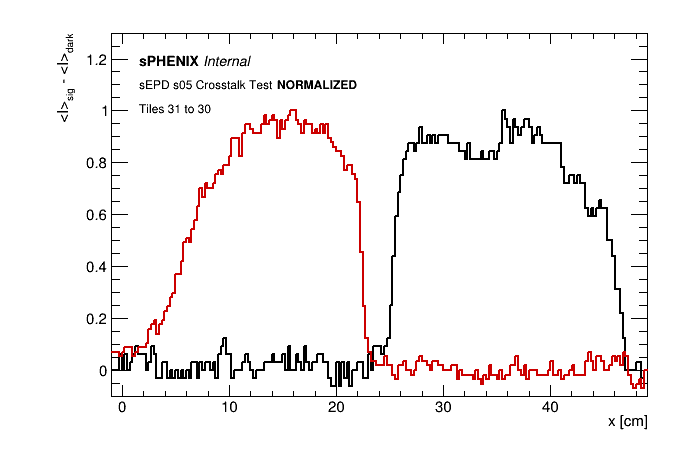 <I>sig - <I>dark
sPHENIX Internal
sEPD s05 Crosstalk Test NORMALIZED
Tiles 31 to 30
1.2
1
0.8
0.6
0.4
0.2
0
0 10 20 30 40
x [cm]